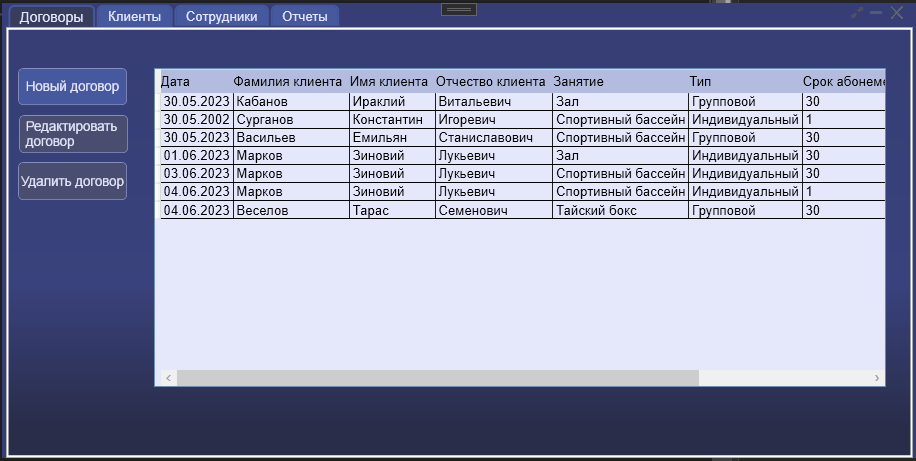 Договоры Клиенты Сотрудники Отчеты
Новый договор
Редактировать
договор
Удалить договор
Дата Фамилия клиента Имя клиента Отчество клиента Занятие Тип Срок абонеме
30.05.2023 Кабанов Ираклий Витальевич Зал Групповой 30
30.05.2002 Сурганов Константин Игоревич Спортивный бассейн Индивидуальный 1
30.05.2023 Васильев Емильян Станиславович Спортивный бассейн Групповой 30
01.06.2023 Марков Зиновий Лукьевич Зал Индивидуальный 30
03.06.2023 Марков Зиновий Лукьевич Спортивный бассейн Индивидуальный 30
04.06.2023 Марков Зиновий Лукьевич Спортивный бассейн Индивидуальный 1
04.06.2023 Веселов Тарас Семенович Тайский бокс Групповой 30